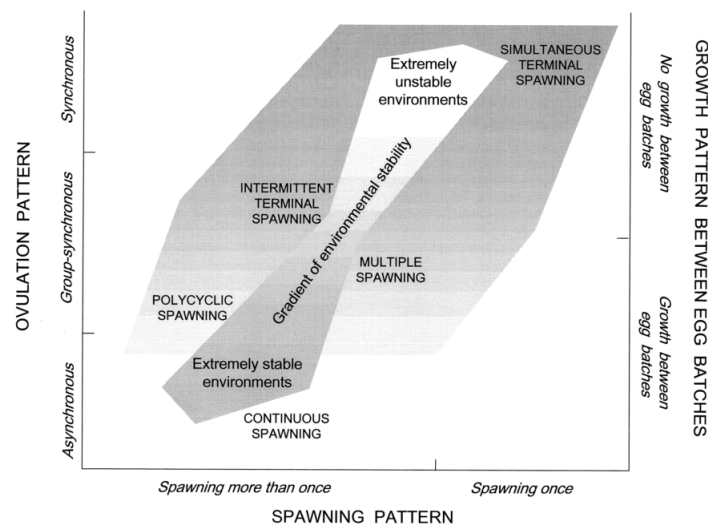 SIMULTANEOUS
TERMINAL
SPAWNING
Extremely
unstable
environments
INTERMITTENT
TERMINAL
SPAWNING
Gradient of environmental stability
MULTIPLE
SPAWNING
POLYCYCLIC
SPAWNING
Extremely stable
environments
CONTINUOUS
SPAWNING
OVULATION PATTERN
Synchronous
Group-synchronous
Asynchronous
GROWTH PATTERN BETWEEN EGG BATCHES
No growth between
egg batches
Growth between
egg batches
Spawning more than once
Spawning once
SPAWNING PATTERN